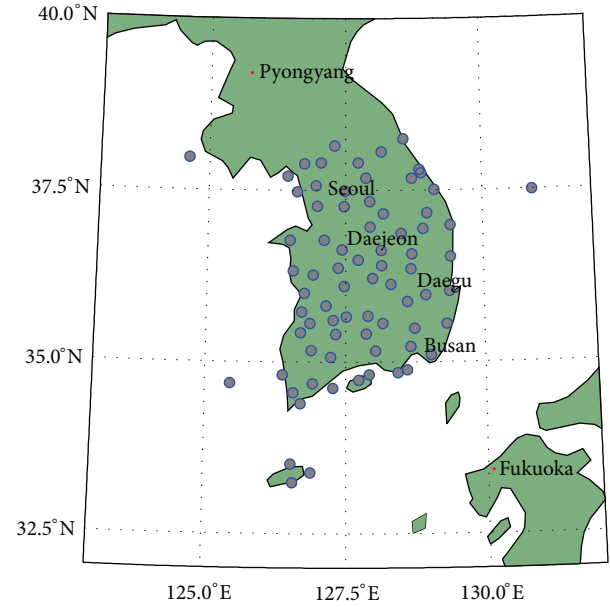 40.0°N
Pyongyang
37.5°N
Seoul
Daejeon
Daegu
35.0°N
Busan
Fukuoka
32.5°N
125.0°E
127.5°E
130.0°E